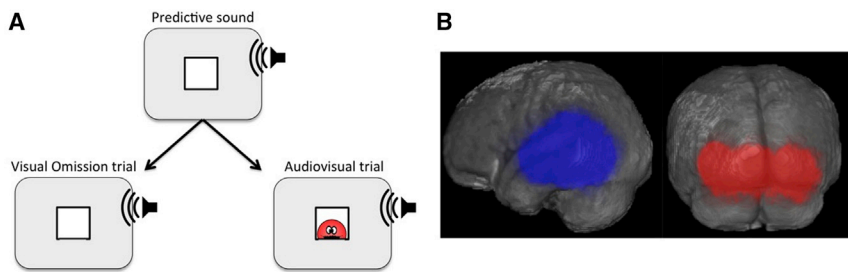 A
Predictive sound
Visual Omission trial
Audiovisual trial
B